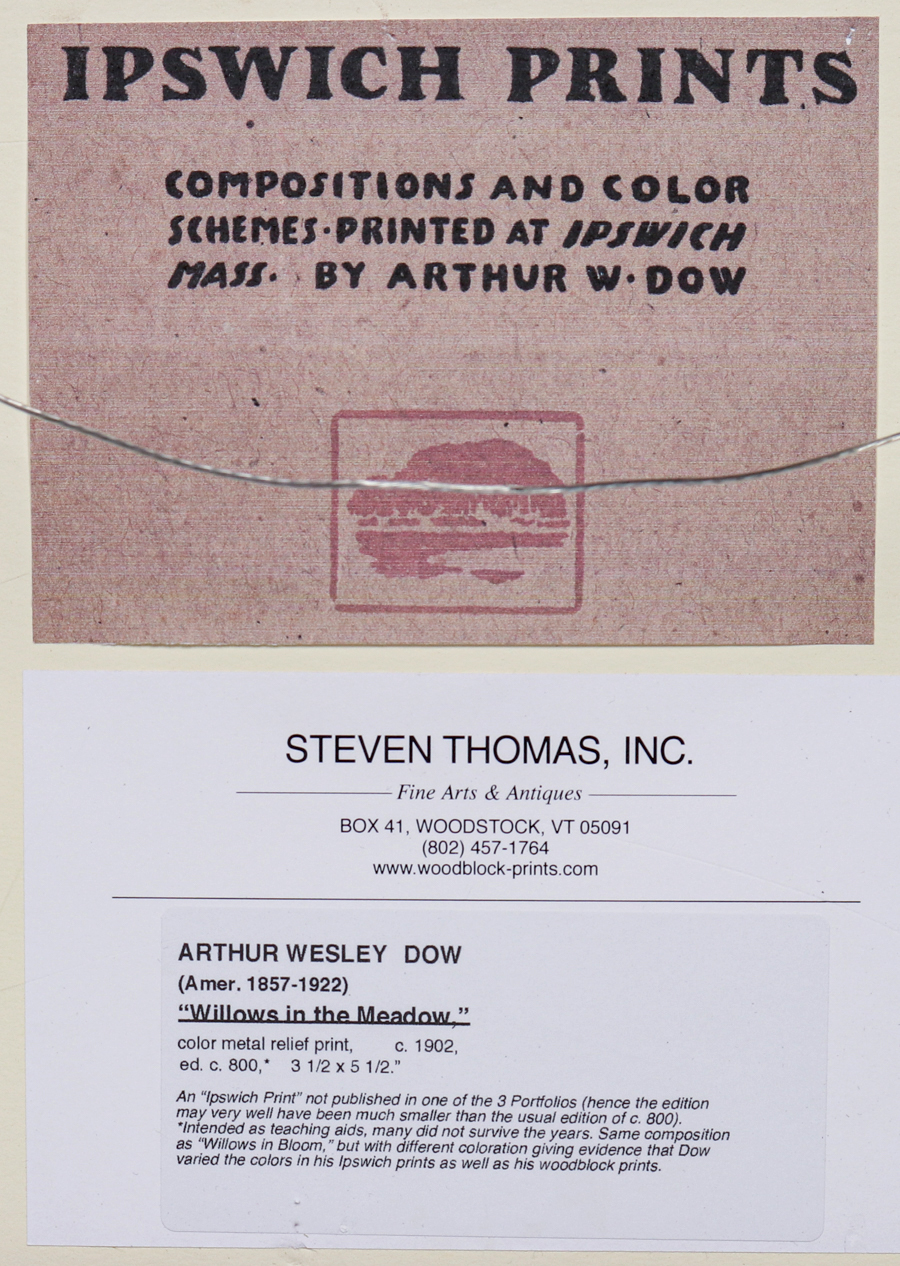 IPSWICH PRINTS
COMPOSITIONS AND COLOR
SCHEMES·PRINTED AT IPSWICH
MASS. BY ARTHUR W·DOW
STEVEN THOMAS, INC.
Fine Arts & Antiques
BOX 41, WOODSTOCK, VT 05091
(802) 457-1764
www.woodblock-prints.com
ARTHUR WESLEY DOW
(Amer. 1857-1922)
“Willows in the Meadow,”
color metal relief print, c. 1902,
ed. c. 800,* 3 1/2 x 5 1/2.”
An “Ipswich Print” not published in one of the 3 Portfolios (hence the edition
may very well have been much smaller than the usual edition of c. 800).
*Intended as teaching aids, many did not survive the years. Same composition
as “Willows in Bloom,” but with different coloration giving evidence that Dow
varied the colors in his Ipswich prints as well as his woodblock prints.